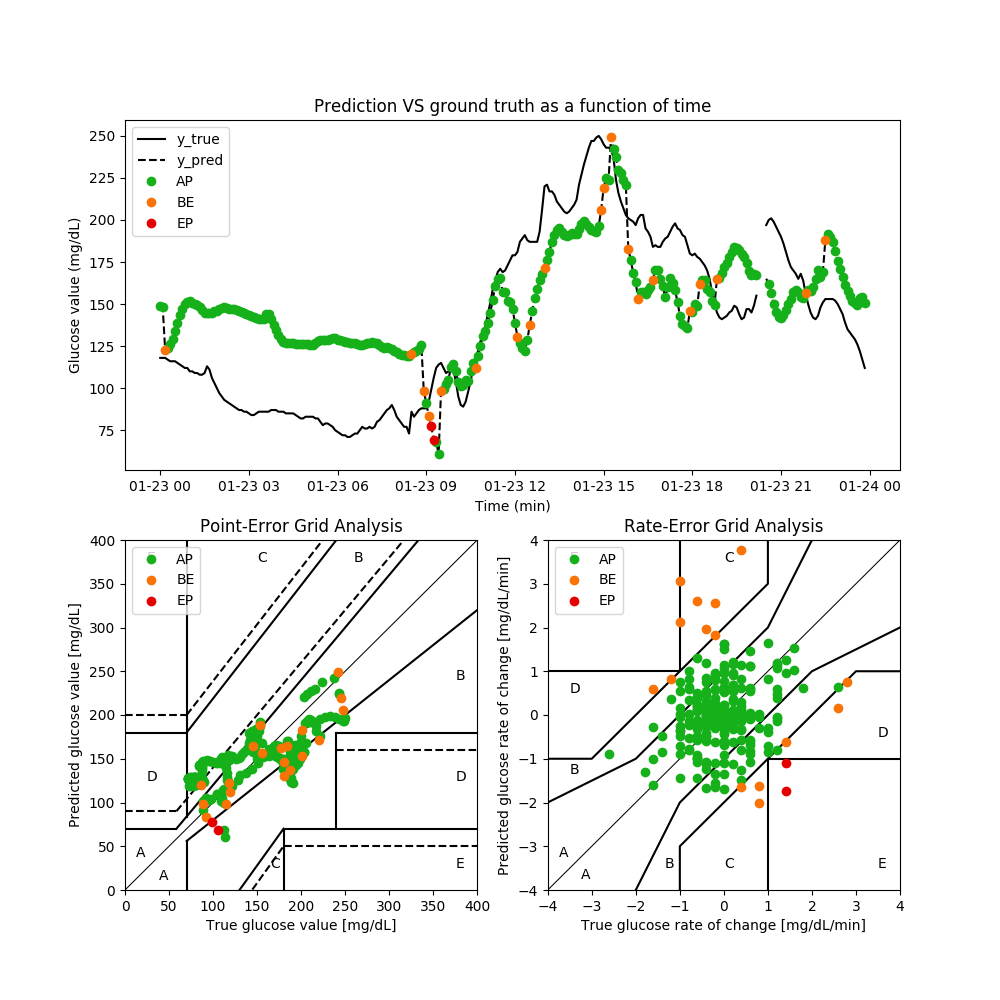 Prediction VS ground truth as a function of time
Glucose value (mg/dL)
250
225
200
175
150
125
100
75
y_true
y_pred
AP
BE
EP
01-23 00 01-23 03 01-23 06 01-23 09 01-23 12 01-23 15 01-23 18 01-23 21 01-24 00
Time (min)
Point-Error Grid Analysis
Predicted glucose value [mg/dL]
400
350
300
250
200
150
100
50
0
AP
BE
EP
C B
B
D D
A
A C E
0 50 100 150 200 250 300 350 400
True glucose value [mg/dL]
Rate-Error Grid Analysis
Predicted glucose rate of change [mg/dL/min]
4
3
2
1
0
−1
−2
−3
−4
AP
BE
EP
C
D
D
B
A
A B C E
−4 −3 −2 −1 0 1 2 3 4
True glucose rate of change [mg/dL/min]